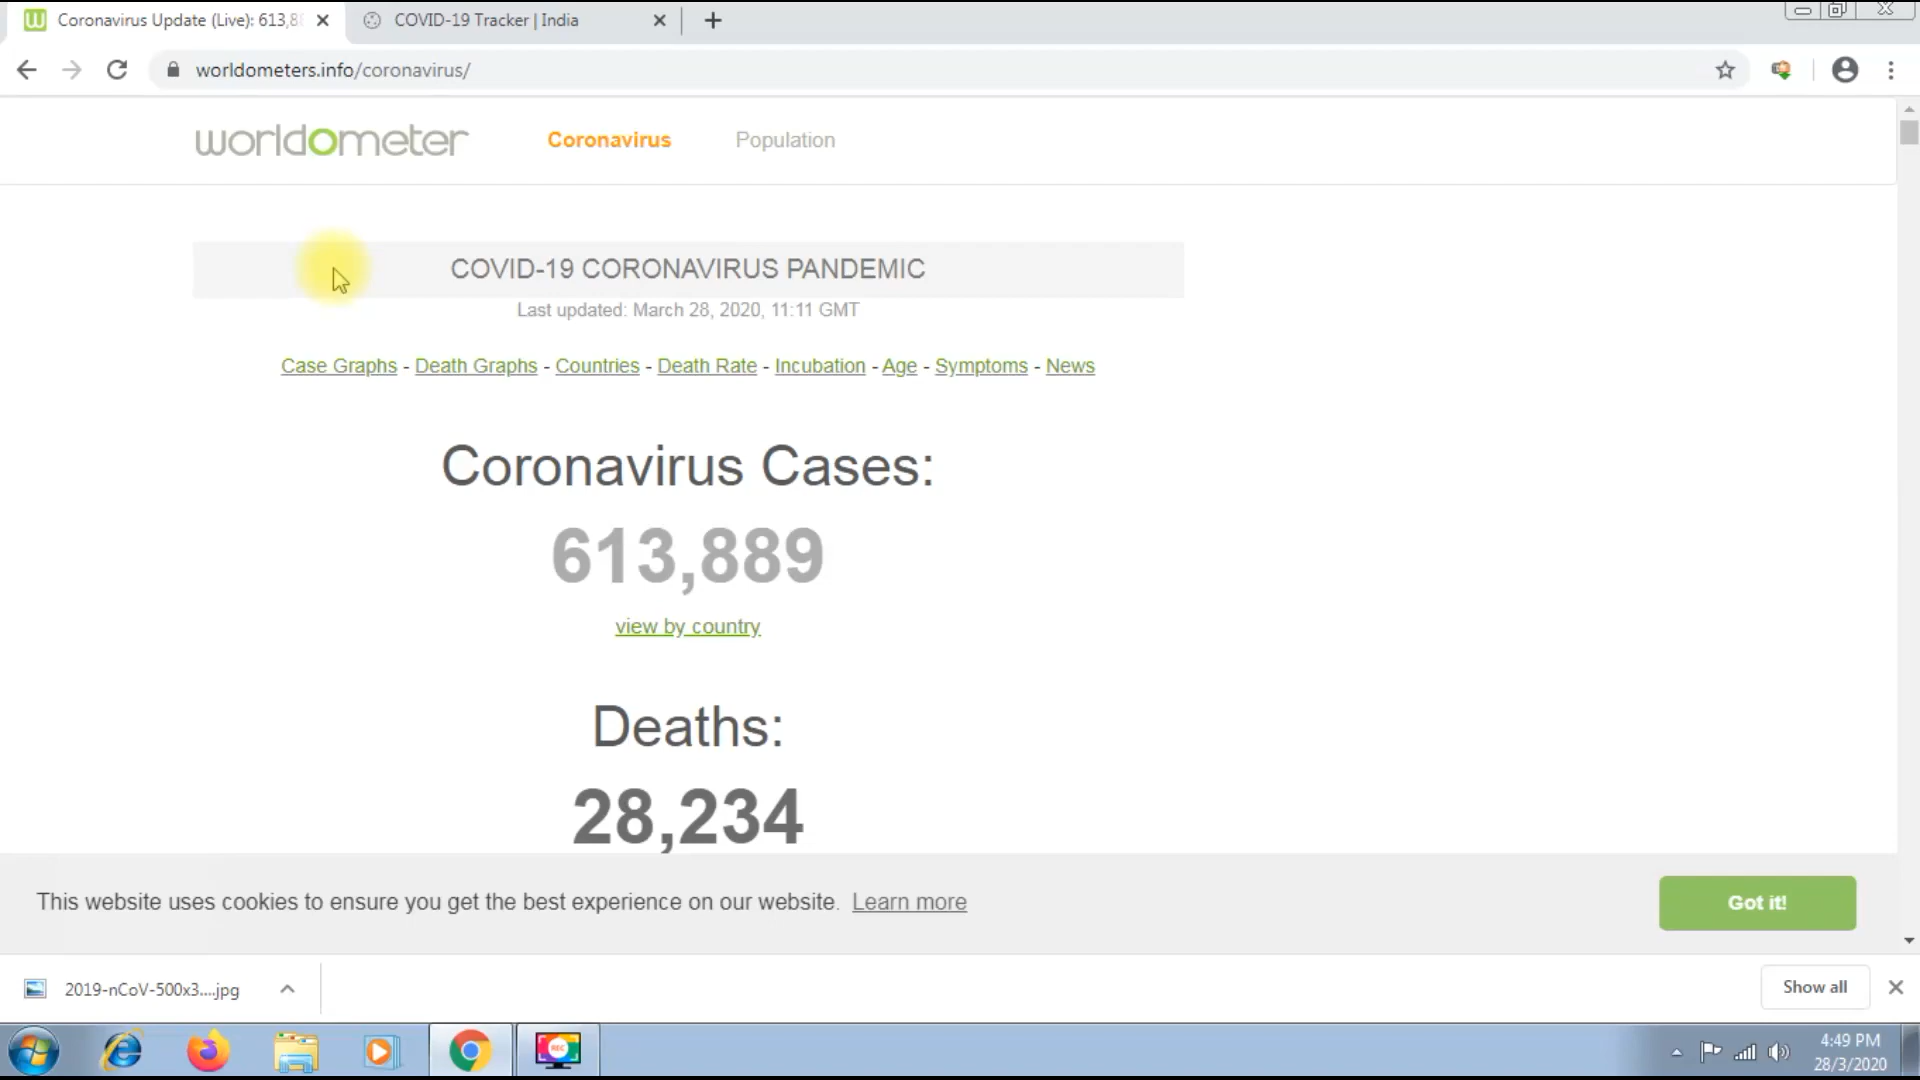 Coronavirus Update (Live): 613,88
COVID-19 Tracker | India
worldometers.info/coronavirus/
worldometer
Coronavirus
Population
COVID-19 CORONAVIRUS PANDEMIC
Last updated: March 28, 2020, 11:11 GMT
Case Graphs - Death Graphs - Countries - Death Rate - Incubation - Age - Symptoms - News
Coronavirus Cases:
613,889
view by country
Deaths:
28,234
This website uses cookies to ensure you get the best experience on our website. Learn more
Got it!
2019-nCoV-500x3....jpg
Show all
REC
4:49 PM
28/3/2020